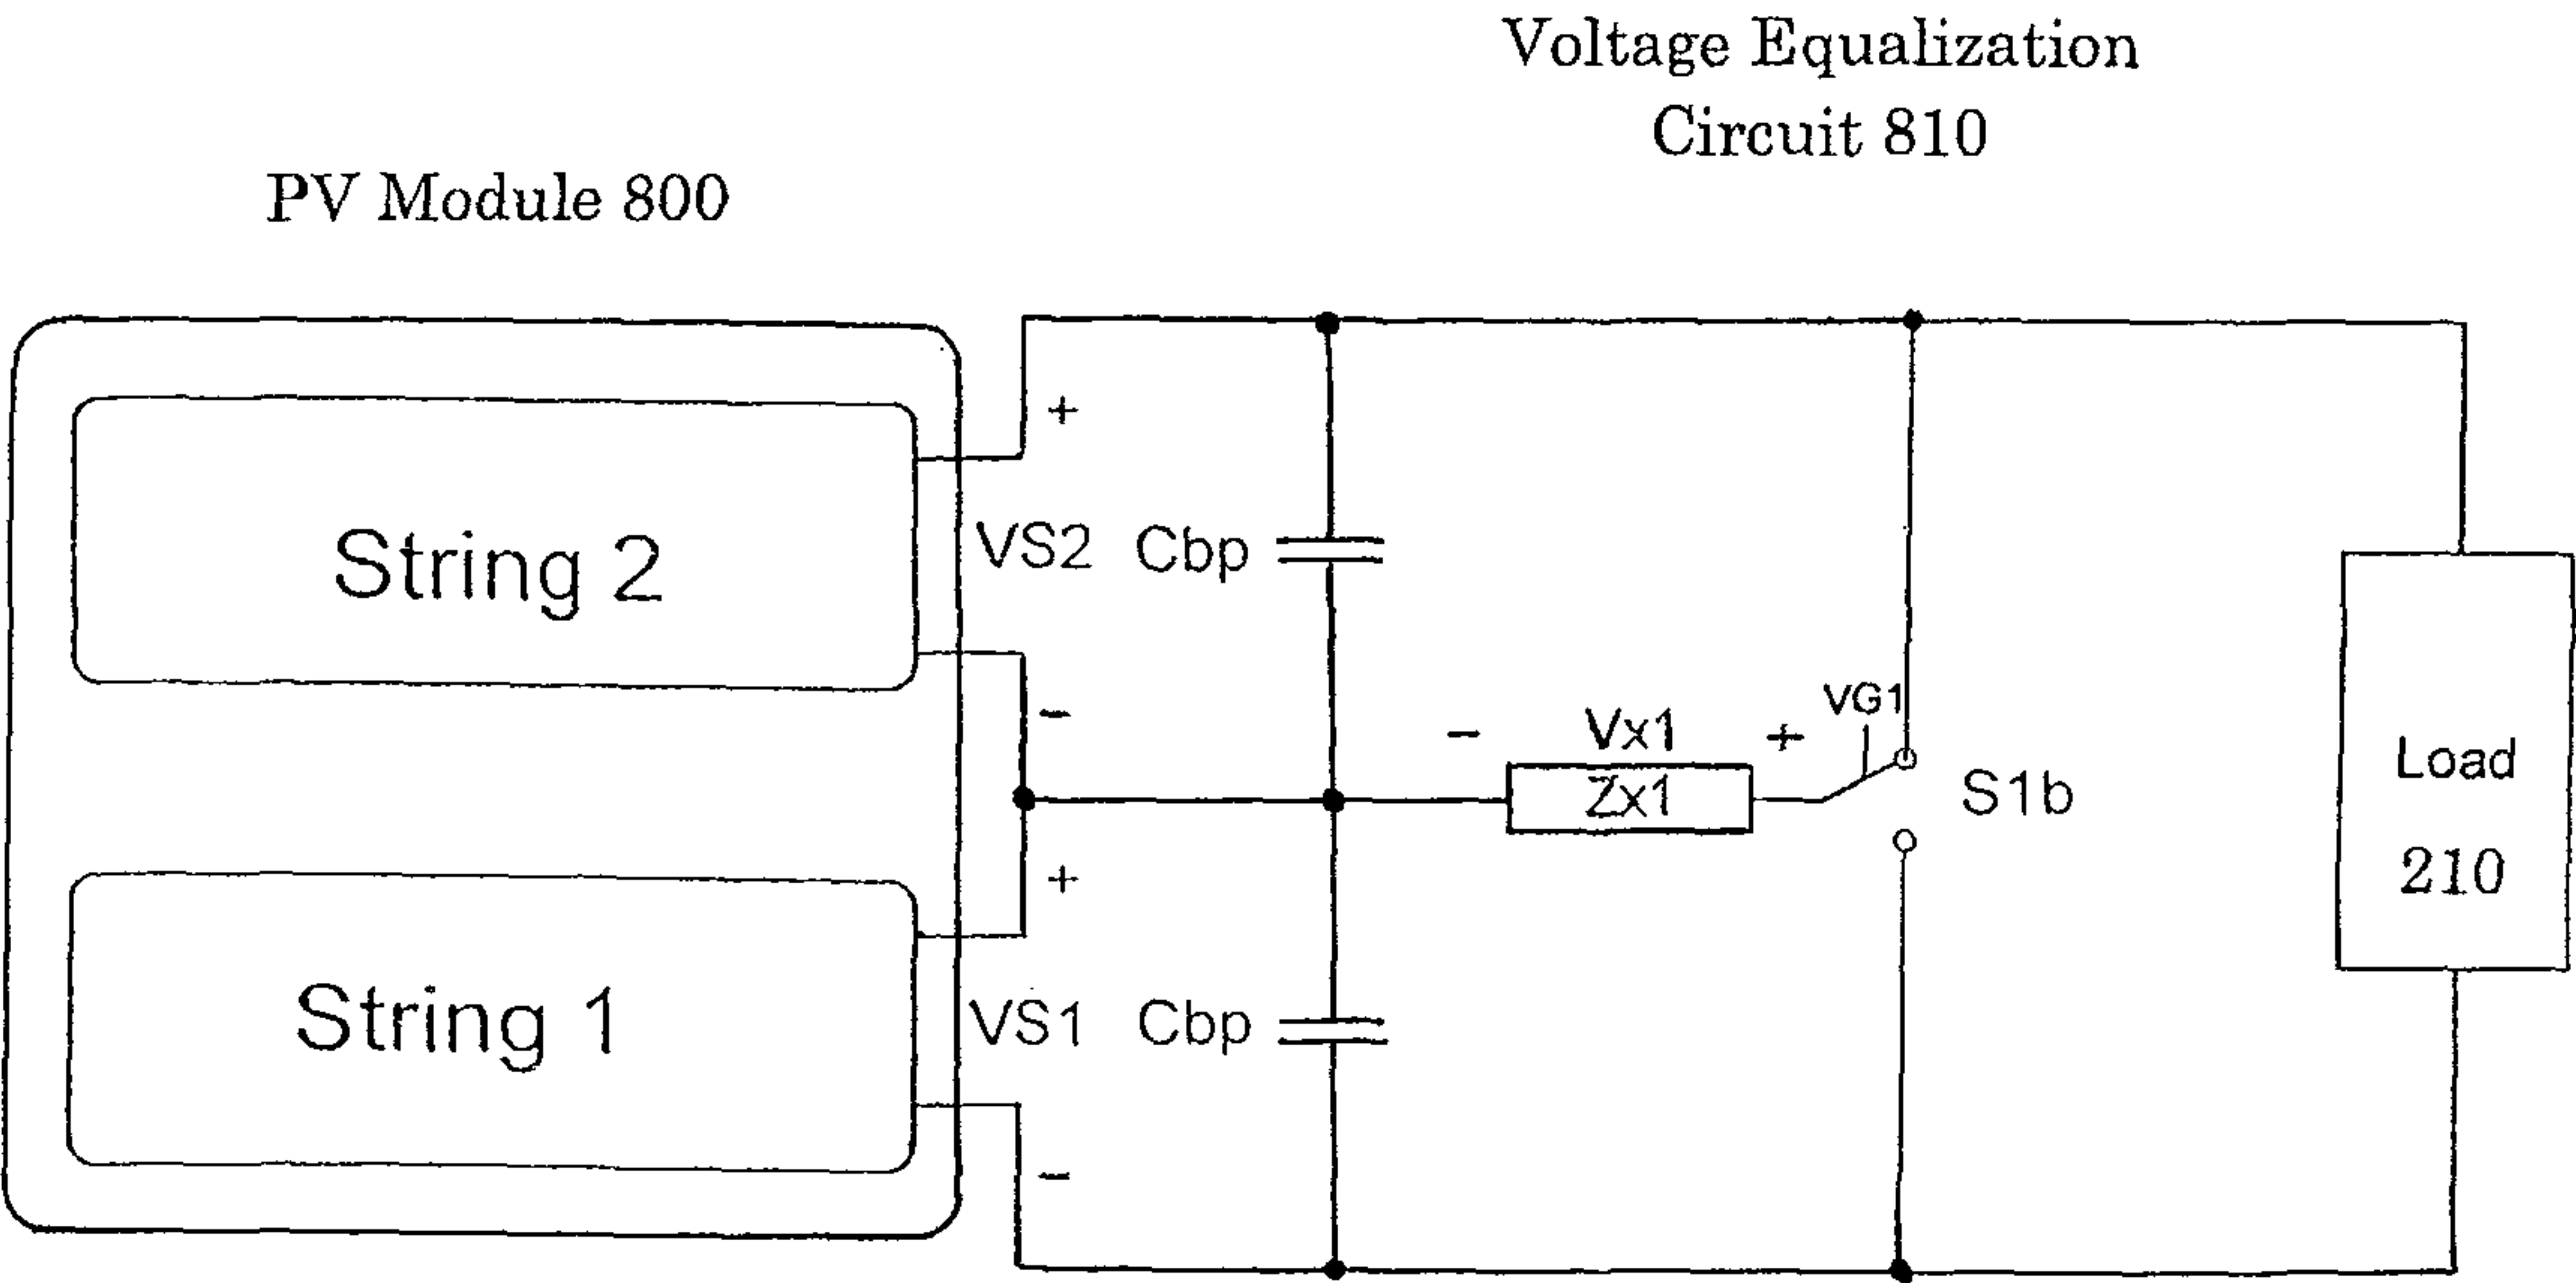 Voltage Equalization
Circuit 810
PV Module 800
+
String 2
VS2
Cbp
-
- Vx1 +
VG1
Zx1
S1b
Load
210
+
String 1
VS1
Cbp
-